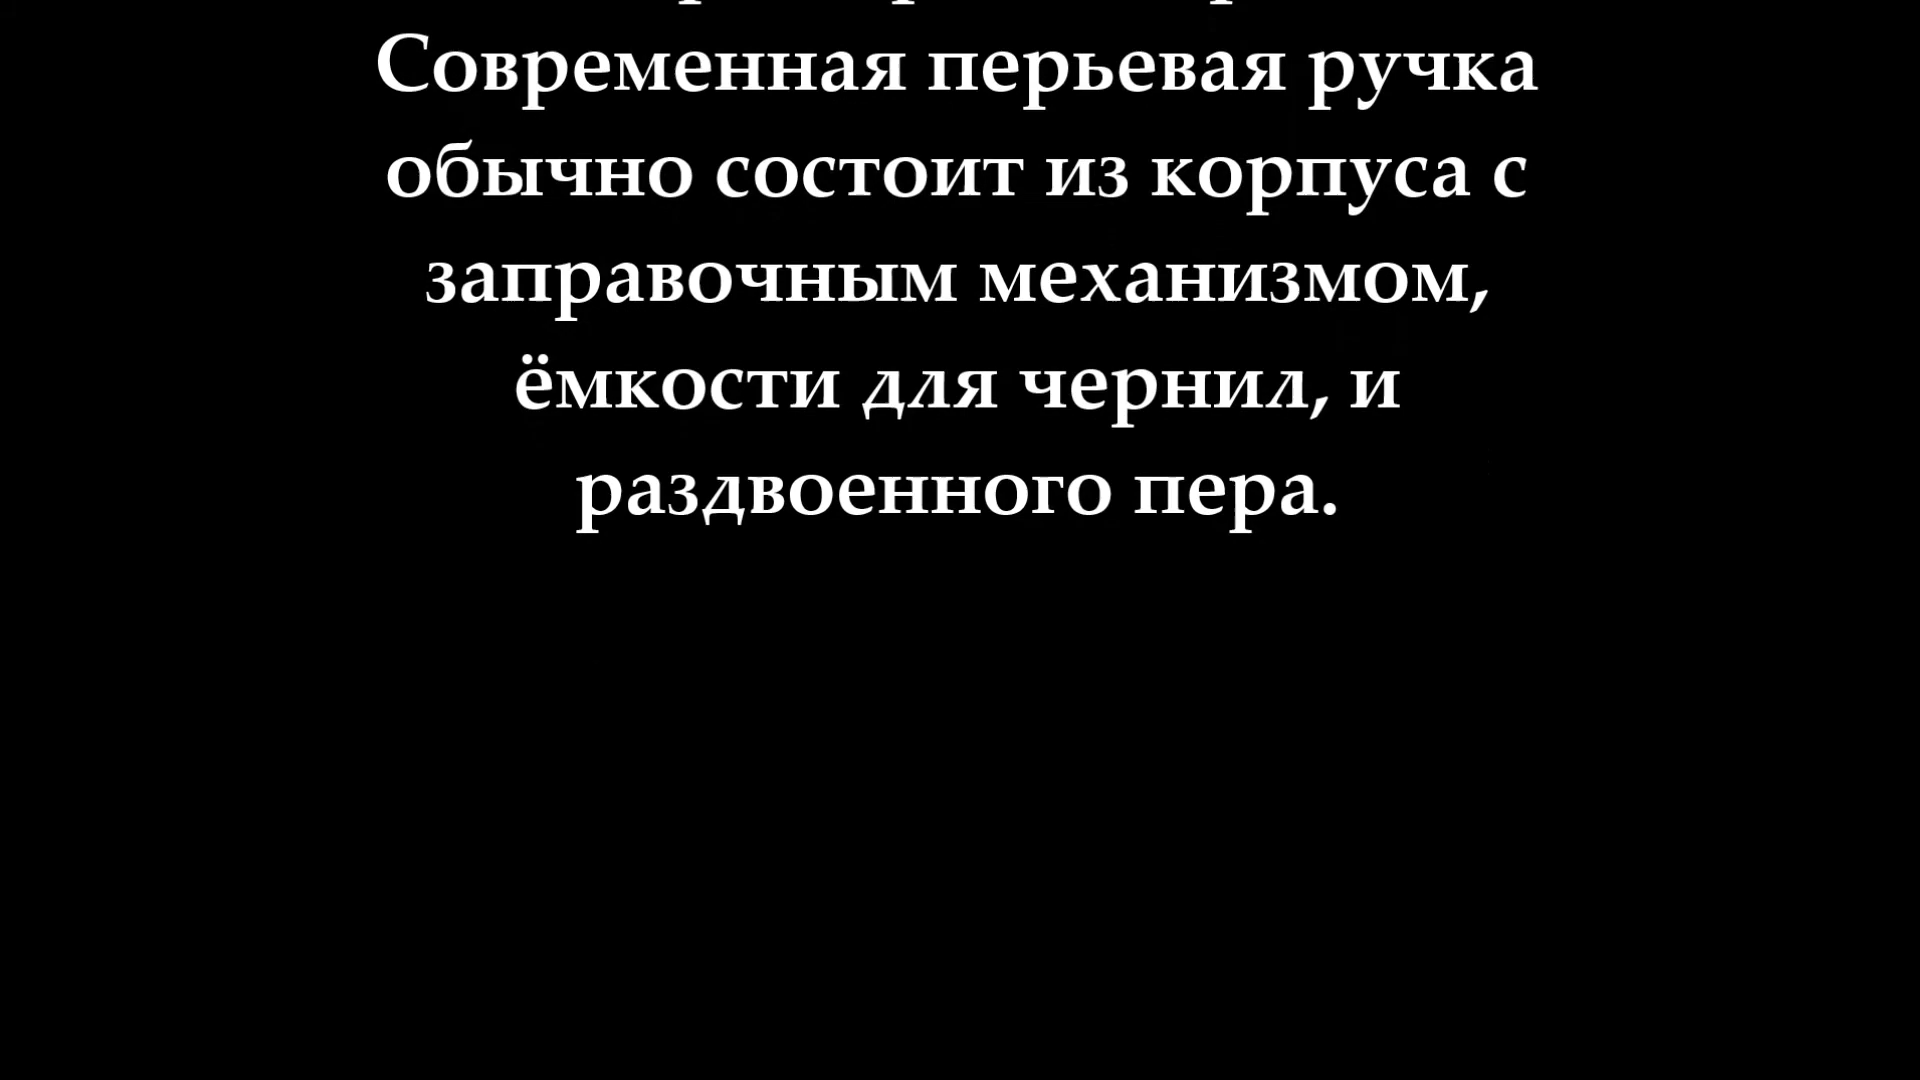 Современная перьевая ручка
обычно состоит из корпуса с
заправочным механизмом,
ёмкости для чернил, и
раздвоенного пера.